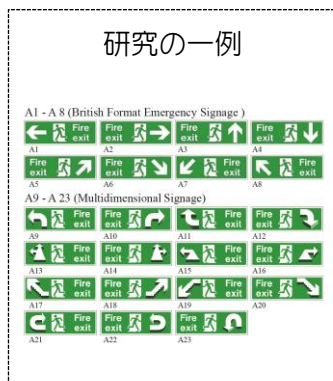 研究の一例
A1 - A 8 (British Format Emergency Signage )
Fire exit Fire exit Fire exit Fire exit
A1 A2 A3 A4
Fire exit Fire exit Fire exit Fire exit
A5 A6 A7 A8
A9 - A 23 (Multidimensional Signage)
Fire exit Fire exit Fire exit Fire exit
A9 A10 A11 A12
Fire exit Fire exit Fire exit Fire exit
A13 A14 A15 A16
Fire exit Fire exit Fire exit Fire exit
A17 A18 A19 A20
Fire exit Fire exit Fire exit
A21 A22 A23